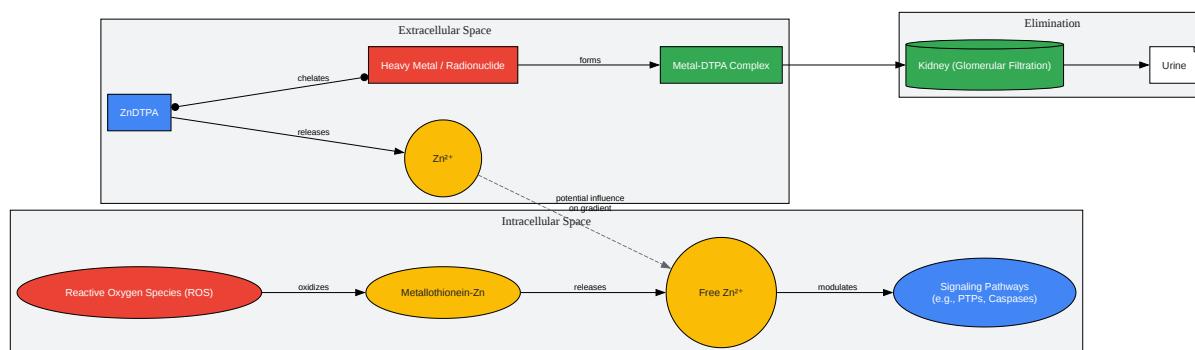 Extracellular Space
Elimination
Heavy Metal / Radionuclide
forms
Metal-DTPA Complex
Kidney (Glomerular Filtration)
Urine
chelates
ZnDTPA
releases
Zn²⁺
potential influence
on gradient
Intracellular Space
Reactive Oxygen Species (ROS)
oxidizes
Metallothionein-Zn
releases
Free Zn²⁺
modulates
Signaling Pathways
(e.g., PTPs, Caspases)